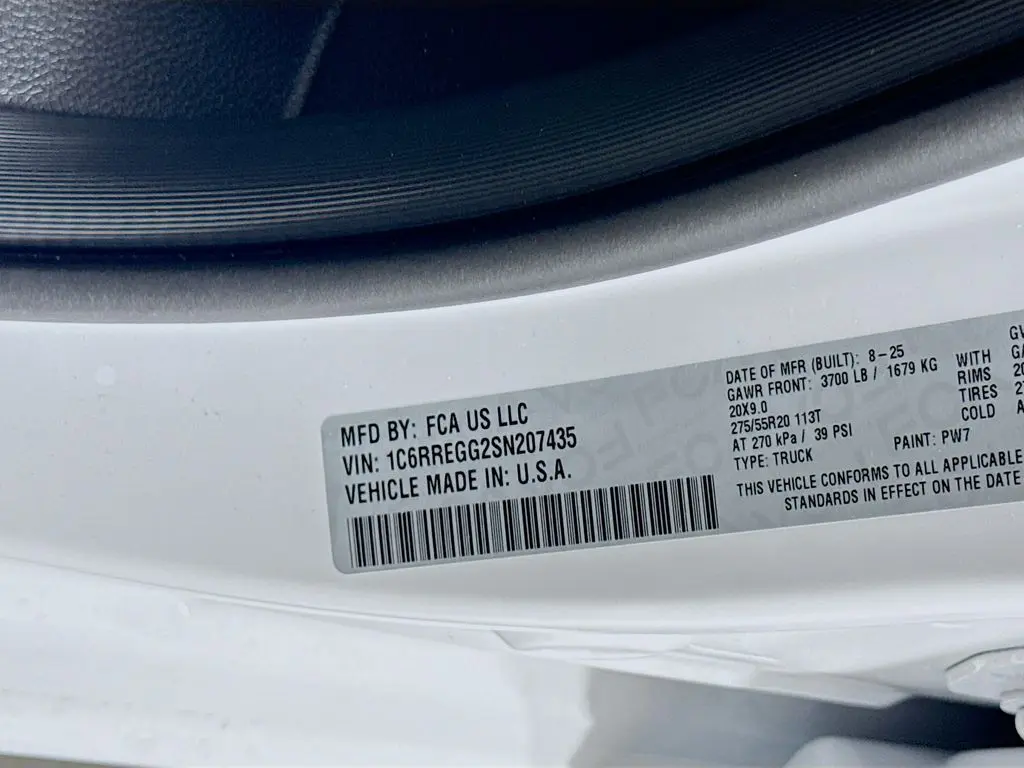 MFD BY: FCA US LLC
VIN: 1C6RREGG2SN207435
VEHICLE MADE IN: U.S.A.
DATE OF MFR (BUILT): 8-25
GAWR FRONT: 3700 LB / 1679 KG WITH
20X9.0 RIMS
275/55R20 113T TIRES
AT 270 kPa / 39 PSI COLD
TYPE: TRUCK PAINT: PW7
THIS VEHICLE CONFORMS TO ALL APPLICABLE
STANDARDS IN EFFECT ON THE DATE